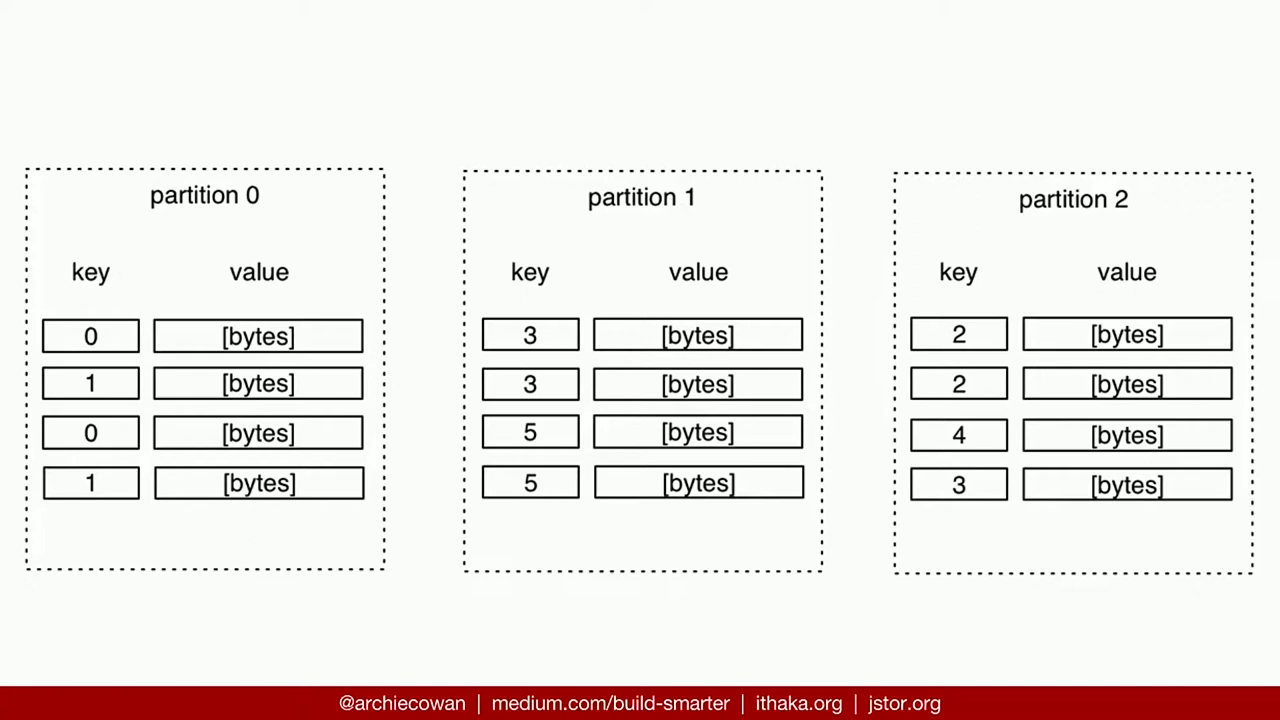 partition 0
key value
0 [bytes]
1 [bytes]
0 [bytes]
1 [bytes]
partition 1
key value
3 [bytes]
3 [bytes]
5 [bytes]
5 [bytes]
partition 2
key value
2 [bytes]
2 [bytes]
4 [bytes]
3 [bytes]
@archiecowan | medium.com/build-smarter | ithaka.org | jstor.org